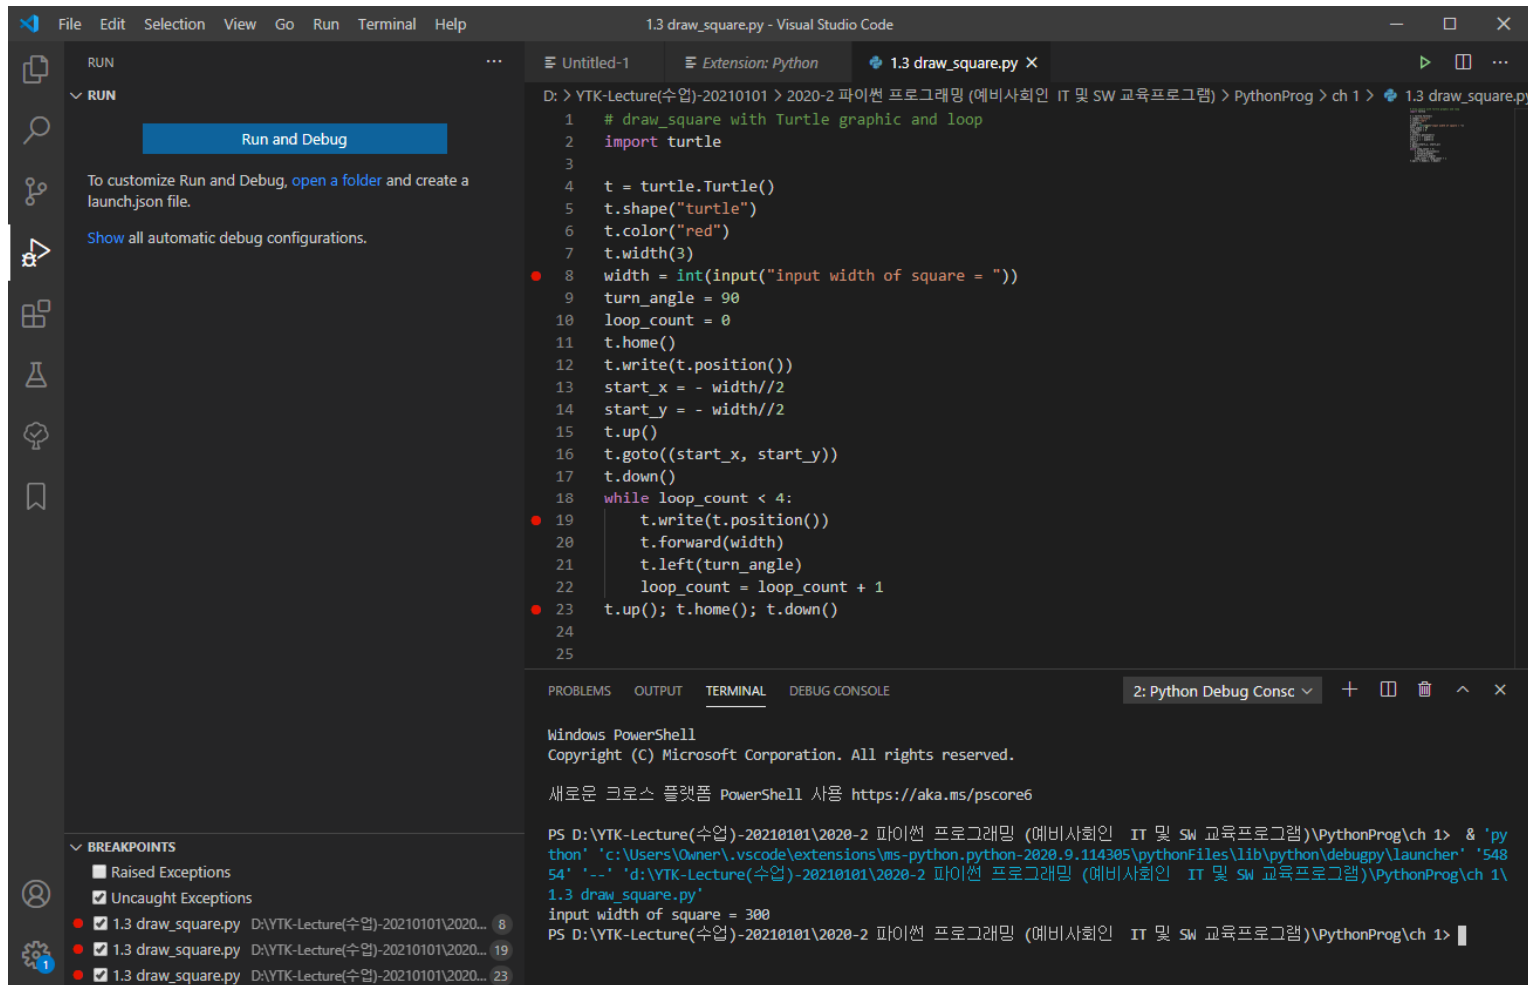 File Edit Selection View Go Run Terminal Help 1.3 draw_square.py - Visual Studio Code
RUN ···
RUN
Run and Debug
To customize Run and Debug, open a folder and create a
launch.json file.
Show all automatic debug configurations.
Untitled-1 Extension: Python 1.3 draw_square.py
D: > YTK-Lecture(수업)-20210101 > 2020-2 파이썬 프로그래밍 (예비사회인 IT 및 SW 교육프로그램) > PythonProg > ch 1 > 1.3 draw_square.py
1 # draw_square with Turtle graphic and loop
2 import turtle
3
4 t = turtle.Turtle()
5 t.shape("turtle")
6 t.color("red")
7 t.width(3)
8 width = int(input("input width of square = "))
9 turn_angle = 90
10 loop_count = 0
11 t.home()
12 t.write(t.position())
13 start_x = - width//2
14 start_y = - width//2
15 t.up()
16 t.goto((start_x, start_y))
17 t.down()
18 while loop_count < 4:
19 t.write(t.position())
20 t.forward(width)
21 t.left(turn_angle)
22 loop_count = loop_count + 1
23 t.up(); t.home(); t.down()
24
25
PROBLEMS OUTPUT TERMINAL DEBUG CONSOLE 2: Python Debug Consc
Windows PowerShell
Copyright (C) Microsoft Corporation. All rights reserved.
새로운 크로스 플랫폼 PowerShell 사용 https://aka.ms/pscore6
PS D:\YTK-Lecture(수업)-20210101\2020-2 파이썬 프로그래밍 (예비사회인 IT 및 SW 교육프로그램)\PythonProg\ch 1> & 'py
thon' 'c:\Users\Owner\.vscode\extensions\ms-python.python-2020.9.114305\pythonFiles\lib\python\debugpy\launcher' '548
54' '--' 'd:\YTK-Lecture(수업)-20210101\2020-2 파이썬 프로그래밍 (예비사회인 IT 및 SW 교육프로그램)\PythonProg\ch 1\
1.3 draw_square.py'
input width of square = 300
PS D:\YTK-Lecture(수업)-20210101\2020-2 파이썬 프로그래밍 (예비사회인 IT 및 SW 교육프로그램)\PythonProg\ch 1>
BREAKPOINTS
Raised Exceptions
Uncaught Exceptions
1.3 draw_square.py D:\YTK-Lecture(수업)-20210101\2020... 8
1.3 draw_square.py D:\YTK-Lecture(수업)-20210101\2020... 19
1.3 draw_square.py D:\YTK-Lecture(수업)-20210101\2020... 23
1